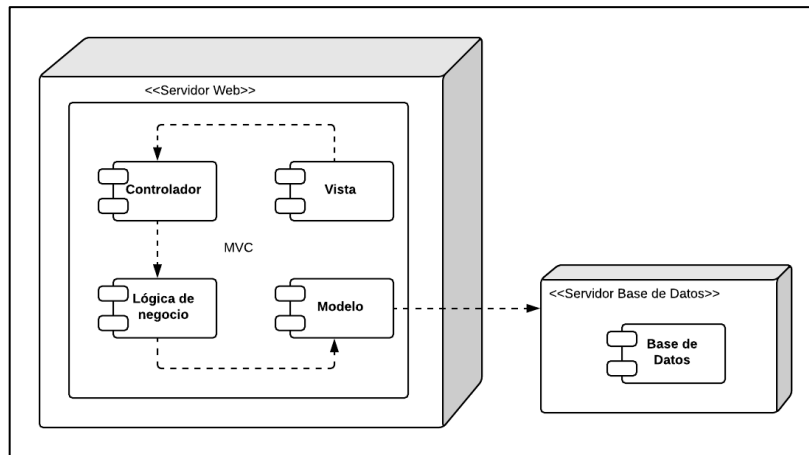 <<Servidor Web>>
Controlador
Vista
MVC
Lógica de
negocio
Modelo
<<Servidor Base de Datos>>
Base de
Datos